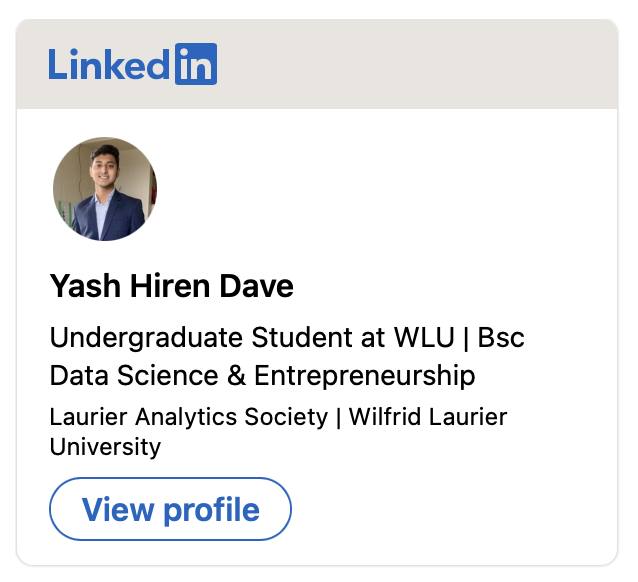 Linkedin
Yash Hiren Dave
Undergraduate Student at WLU | Bsc
Data Science & Entrepreneurship
Laurier Analytics Society | Wilfrid Laurier
University
View profile